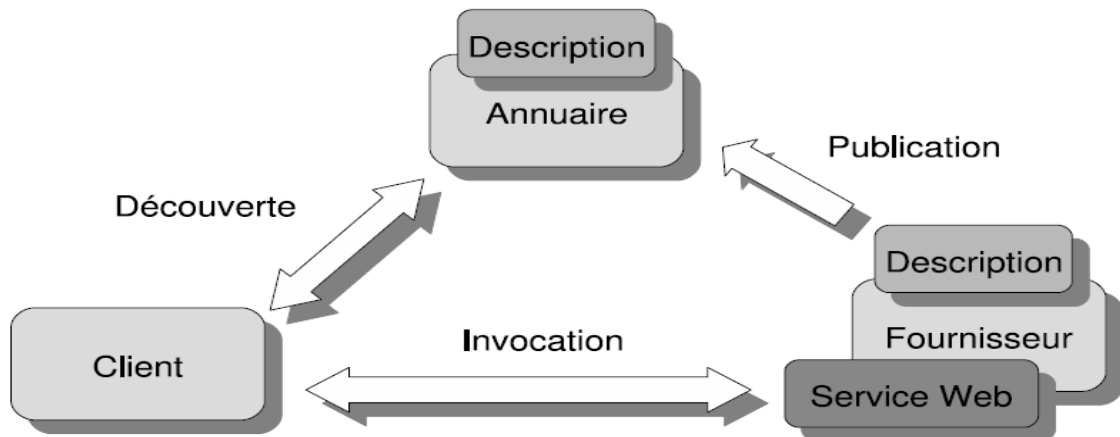 Description
Annuaire
Publication
Découverte
Description
Fournisseur
Invocation
Client
Service Web